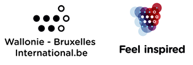 Wallonie - Bruxelles
International.be
Feel inspired